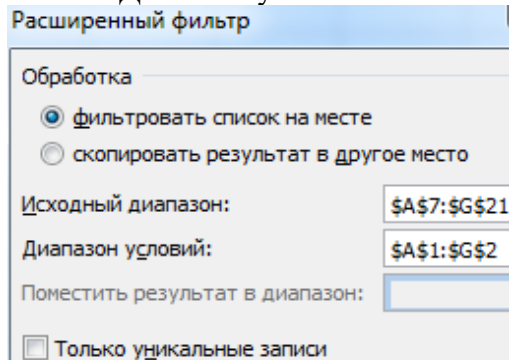 Расширенный фильтр
Обработка
фильтровать список на месте
скопировать результат в другое место
Исходный диапазон: $A$7:$G$21
Диапазон условий: $A$1:$G$2
Поместить результат в диапазон:
Только уникальные записи